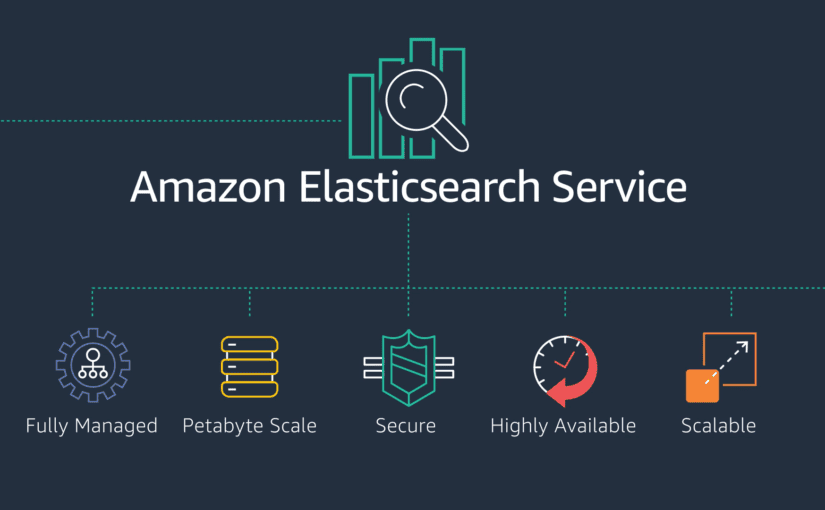 Amazon Elasticsearch Service
Fully Managed
Petabyte Scale
Secure
Highly Available
Scalable